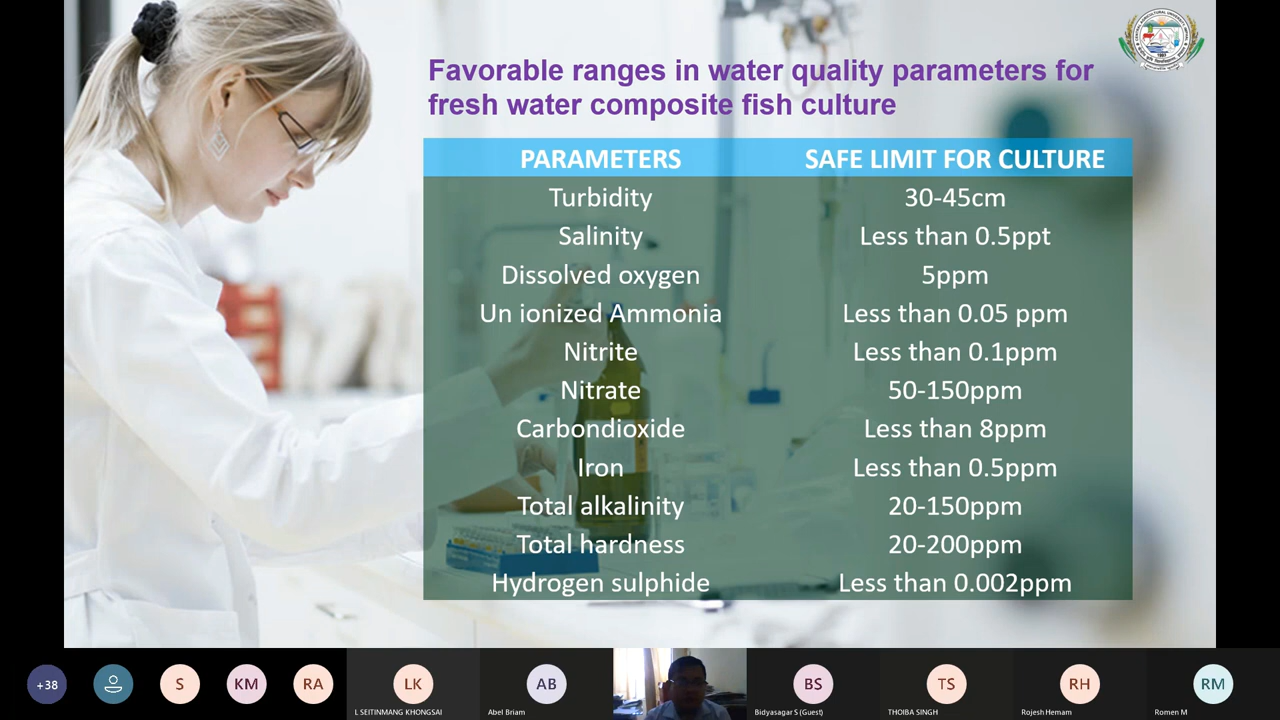 Favorable ranges in water quality parameters for
fresh water composite fish culture
PARAMETERS SAFE LIMIT FOR CULTURE
Turbidity 30-45cm
Salinity Less than 0.5ppt
Dissolved oxygen 5ppm
Un ionized Ammonia Less than 0.05 ppm
Nitrite Less than 0.1ppm
Nitrate 50-150ppm
Carbondioxide Less than 8ppm
Iron Less than 0.5ppm
Total alkalinity 20-150ppm
Total hardness 20-200ppm
Hydrogen sulphide Less than 0.002ppm
+38 S KM RA LK AB BS TS RH RM
L SEITINMANG KHONGSAI Abel Briam Bidyasagar S (Guest) THOIBA SINGH Rojesh Hemam Romen M